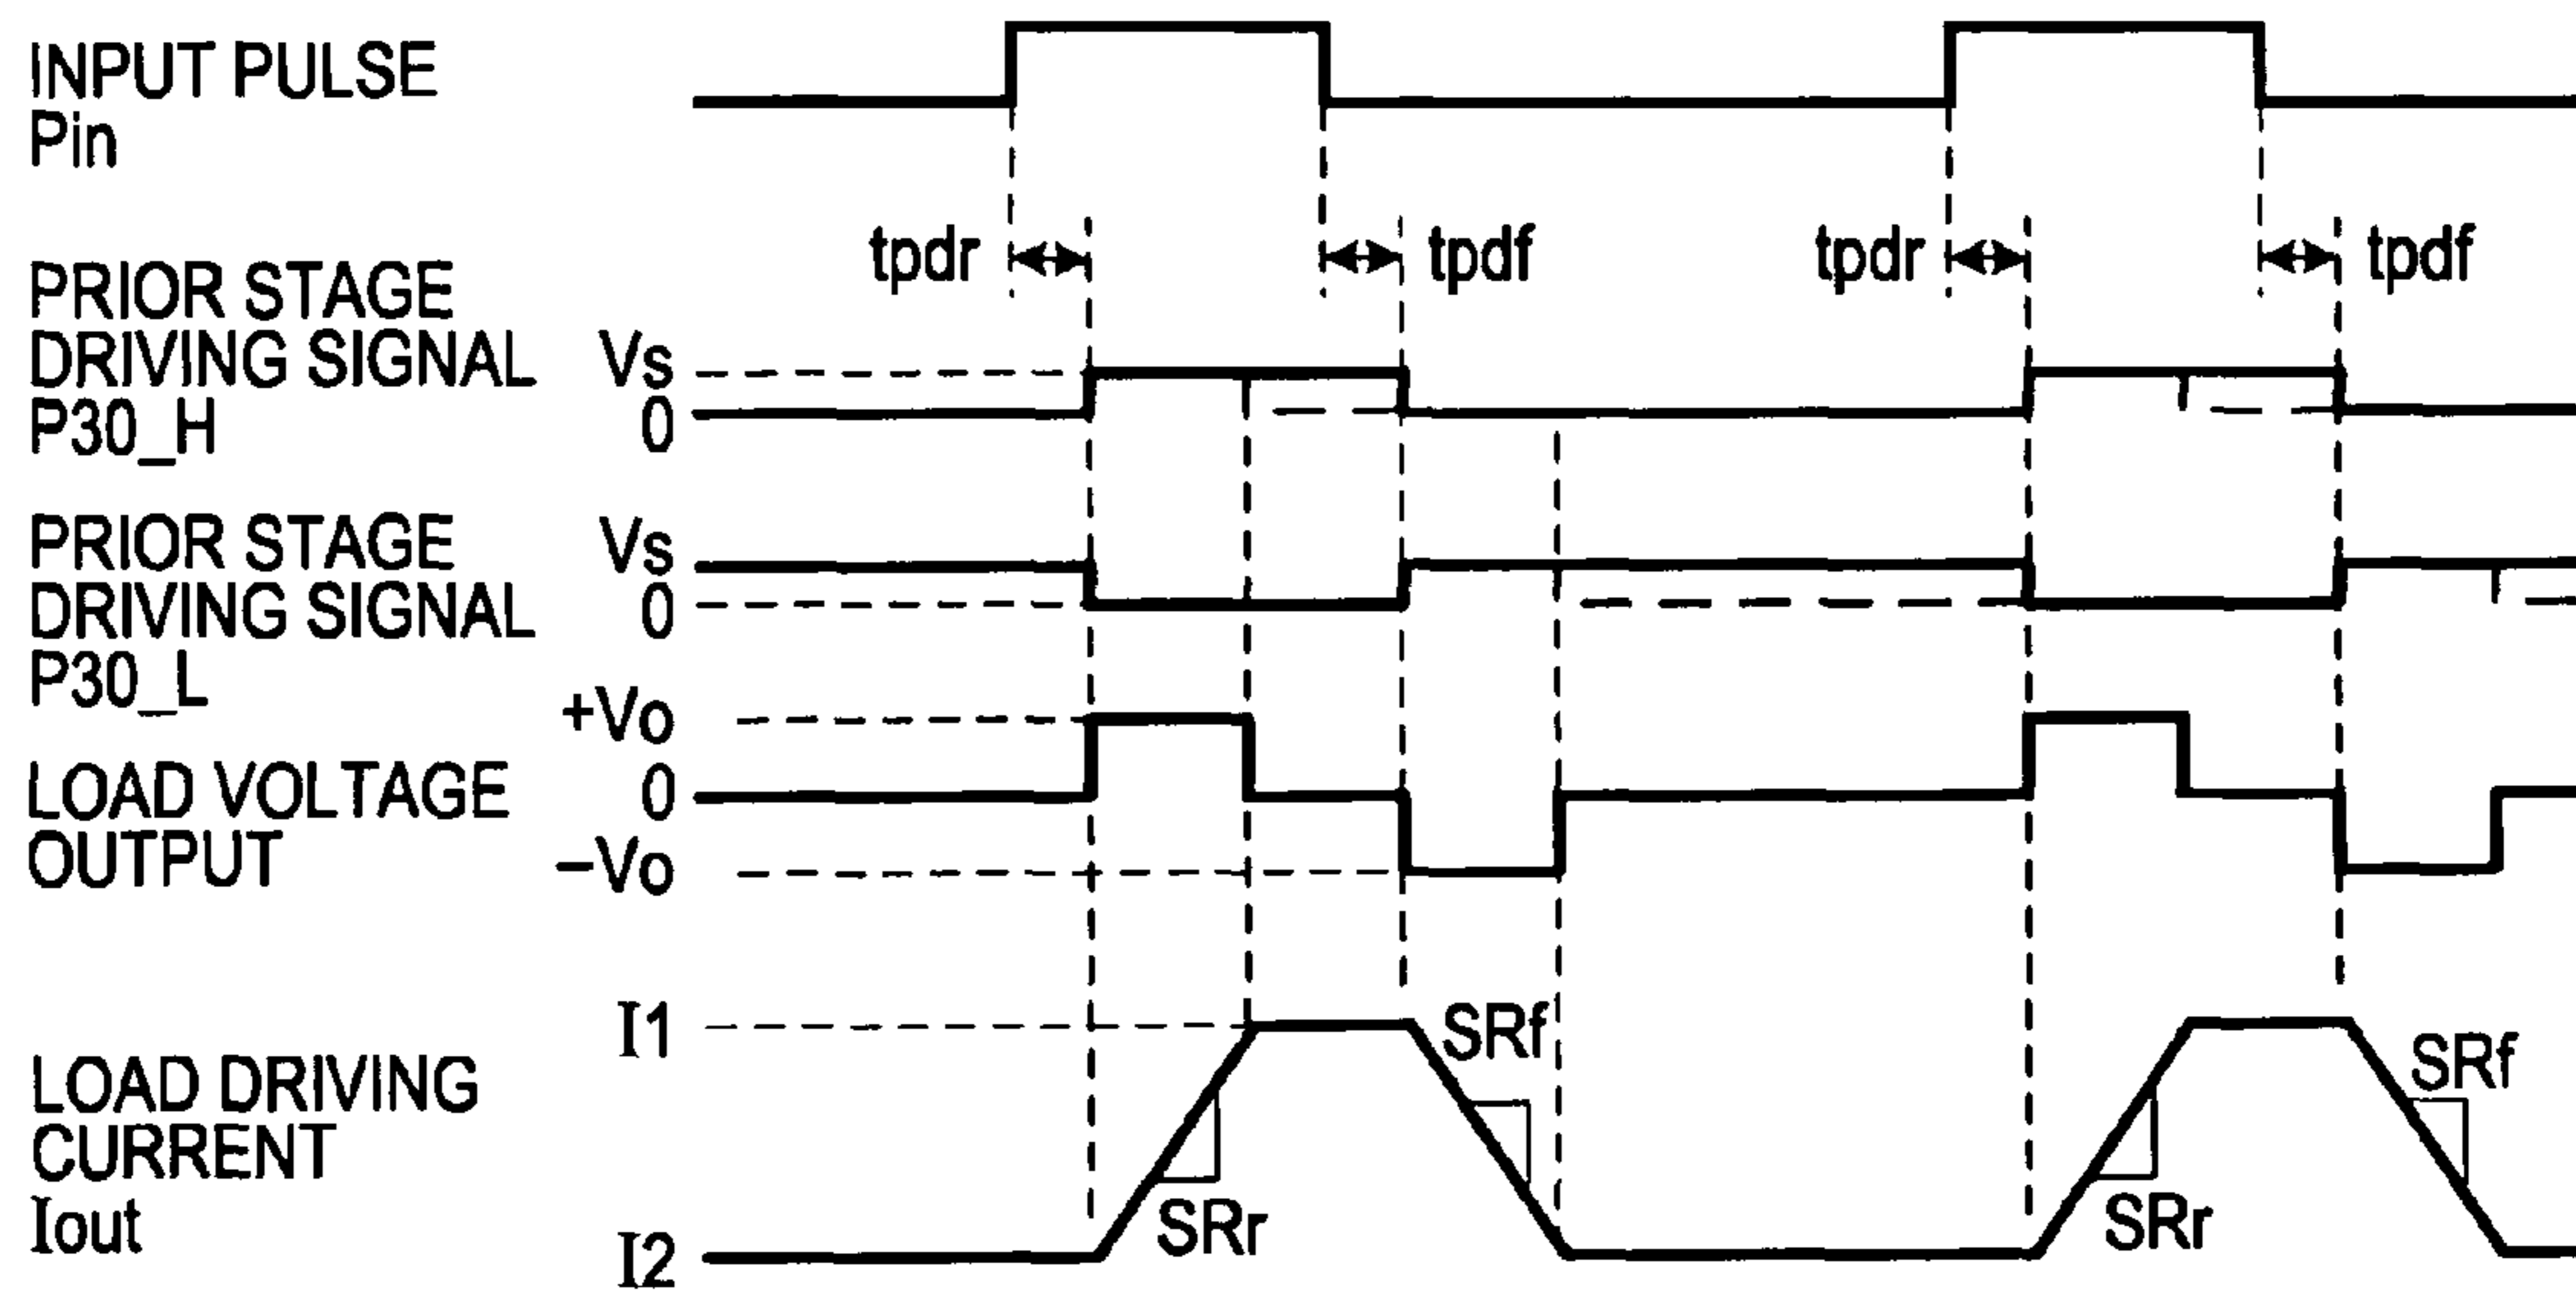 INPUT PULSE
Pin
tpdr
tpdf
tpdr
tpdf
PRIOR STAGE
DRIVING SIGNAL
P30_H
Vs
0
PRIOR STAGE
DRIVING SIGNAL
P30_L
Vs
0
LOAD VOLTAGE
OUTPUT
+Vo
0
−Vo
LOAD DRIVING
CURRENT
Iout
I1
I2
SRr
SRf
SRr
SRf